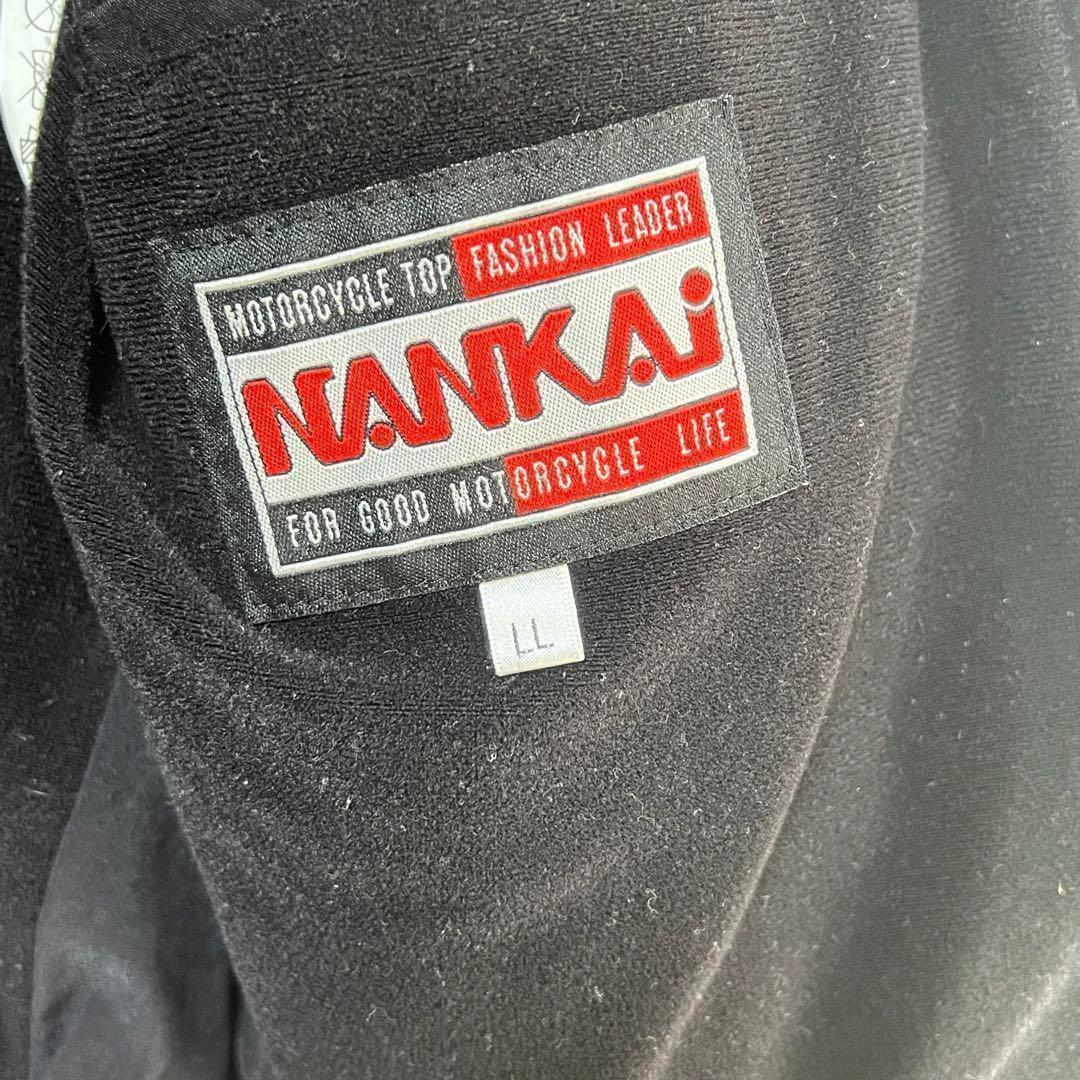 MOTORCYCLE TOP FASHION LEADER
NANKAi
FOR GOOD MOTORCYCLE LIFE
LL